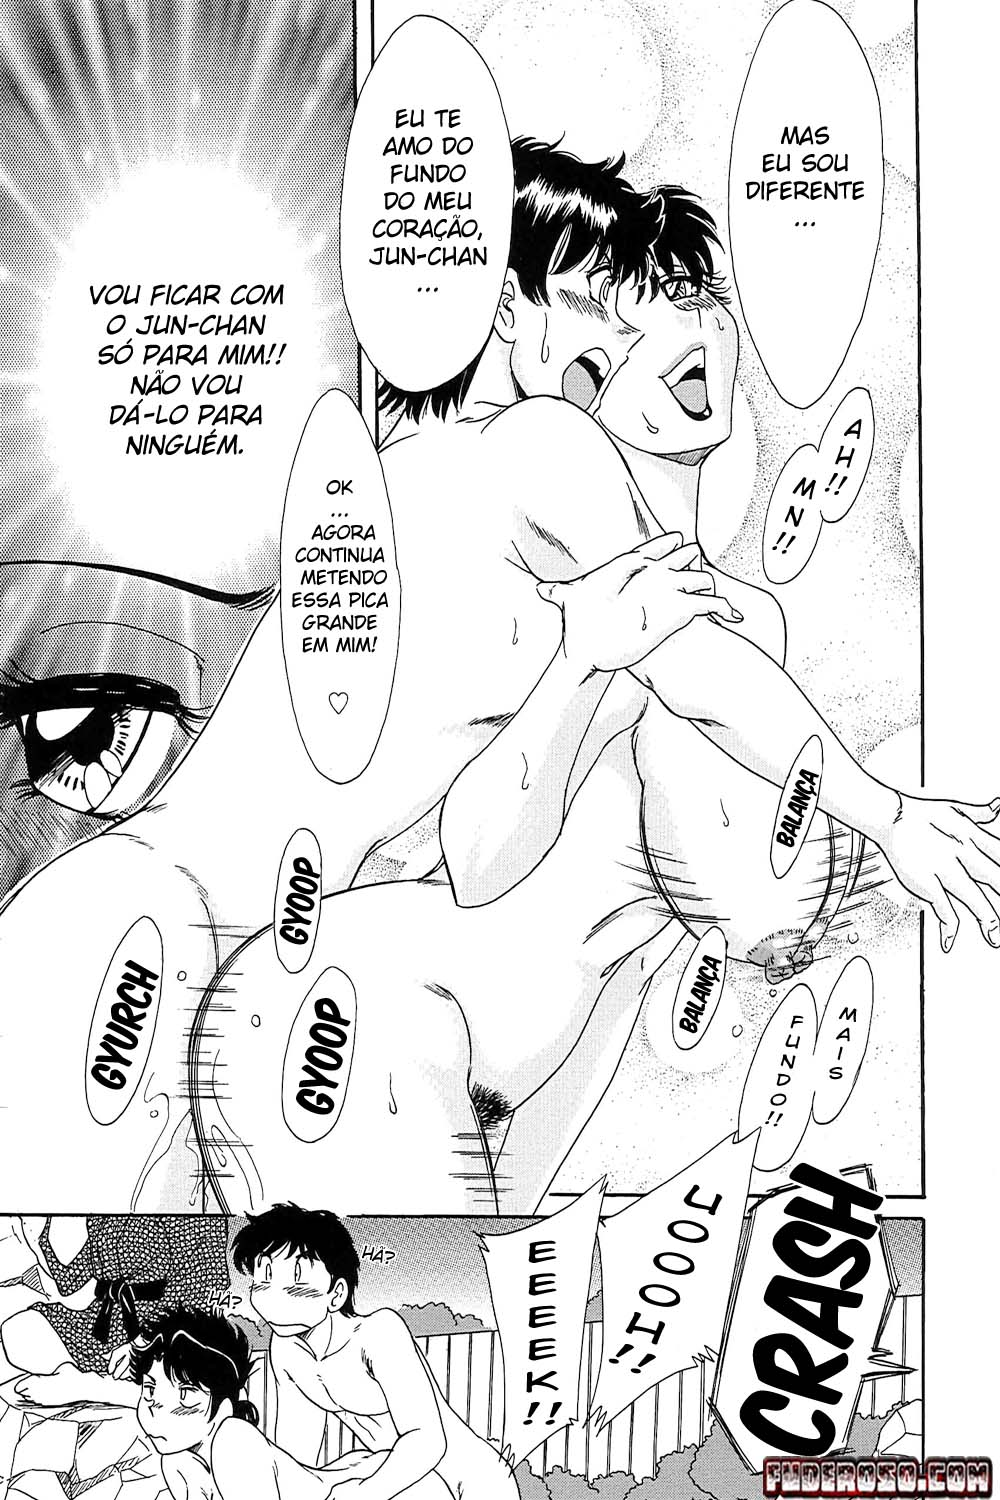 MAS
EU SOU
DIFERENTE
...
EU TE
AMO DO
FUNDO
DO MEU
CORAÇÃO,
JUN-CHAN
...
VOU FICAR COM
O JUN-CHAN
SÓ PARA MIM!!
NÃO VOU
DÁ-LO PARA
NINGUÉM.
AH!!
MN!!
OK
...
AGORA
CONTINUA
METENDO
ESSA PICA
GRANDE
EM MIM!
♡
BALANÇA
BALANÇA
GYOOP
GYOOP
GYURCH
MAIS
FUNDO!!
CRASH
UOOOH!!
EEEEK!!
HÃ?
HÃ?
FUDEROSO.COM